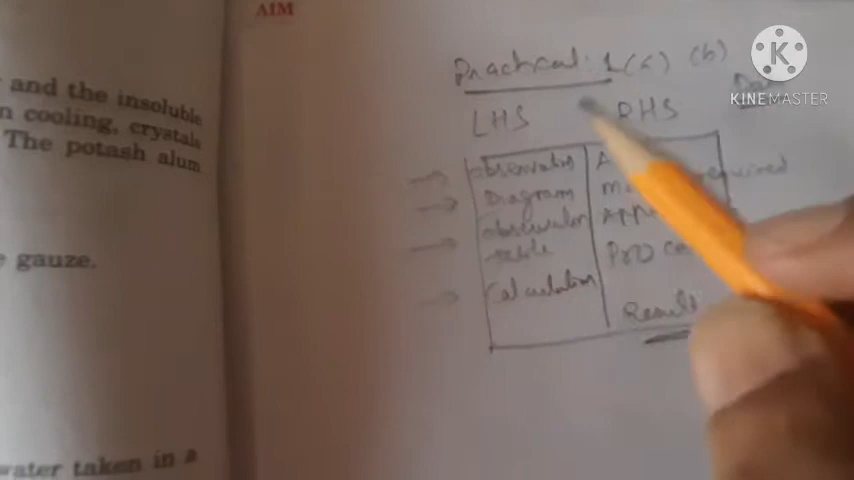 and the insoluble
n cooling, crystals
The potash alum
gauze.
water taken in a
AIM
Practical: 1(a) (b)
LHS RHS
observation
Diagram required
observation
table
Calculation
Result
KINEMASTER